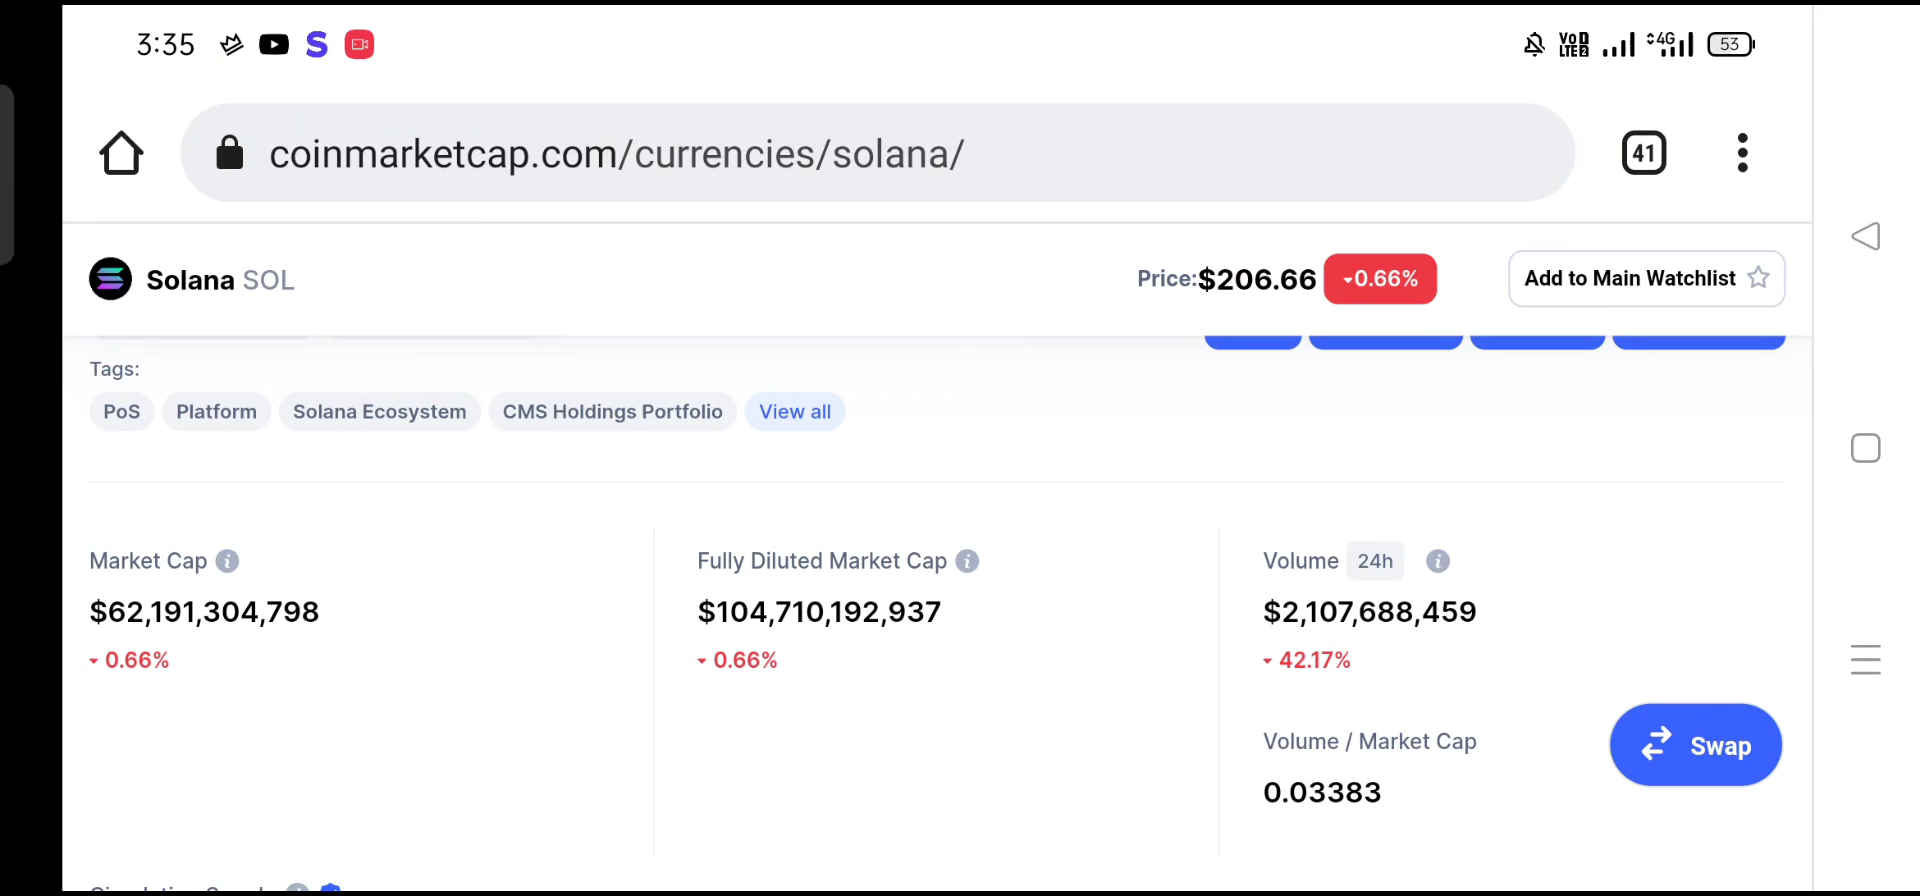 3:35
VoD LTE2 4G 53
coinmarketcap.com/currencies/solana/
41
Solana SOL
Price:$206.66
-0.66%
Add to Main Watchlist
Tags:
PoS Platform Solana Ecosystem CMS Holdings Portfolio View all
Market Cap
$62,191,304,798
0.66%
Fully Diluted Market Cap
$104,710,192,937
0.66%
Volume 24h
$2,107,688,459
42.17%
Volume / Market Cap
0.03383
Swap